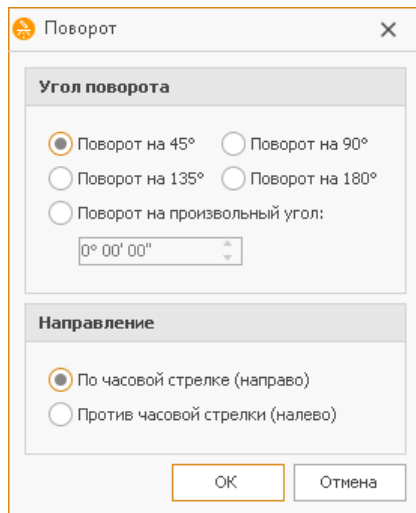 Поворот
Угол поворота
Поворот на 45° Поворот на 90°
Поворот на 135° Поворот на 180°
Поворот на произвольный угол:
0° 00' 00"
Направление
По часовой стрелке (направо)
Против часовой стрелки (налево)
ОК Отмена